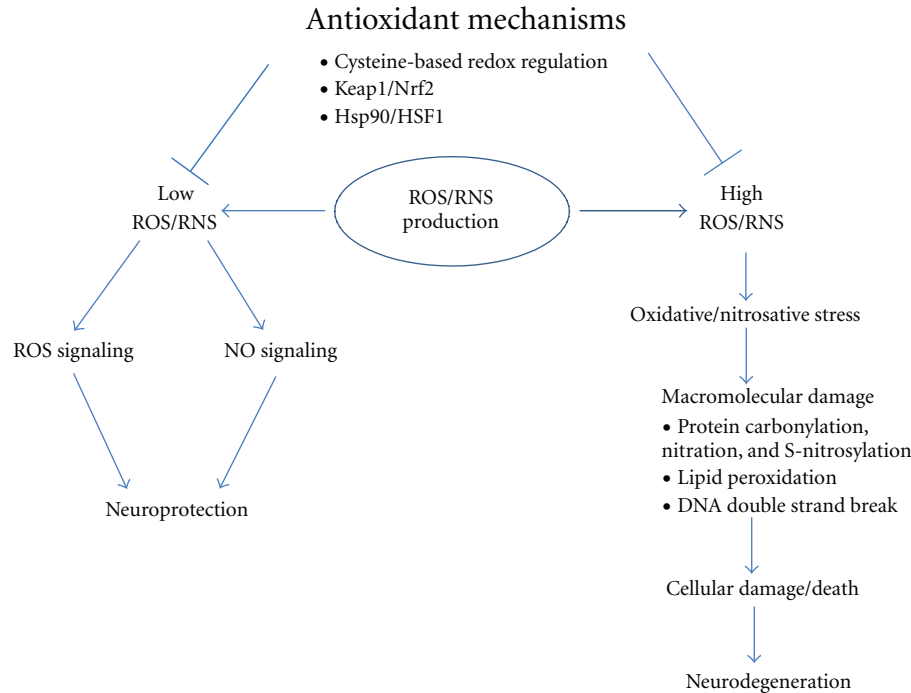 Antioxidant mechanisms
• Cysteine-based redox regulation
• Keap1/Nrf2
• Hsp90/HSF1
Low
ROS/RNS
ROS/RNS
production
High
ROS/RNS
ROS signaling
NO signaling
Neuroprotection
Oxidative/nitrosative stress
Macromolecular damage
• Protein carbonylation,
nitration, and S-nitrosylation
• Lipid peroxidation
• DNA double strand break
Cellular damage/death
Neurodegeneration